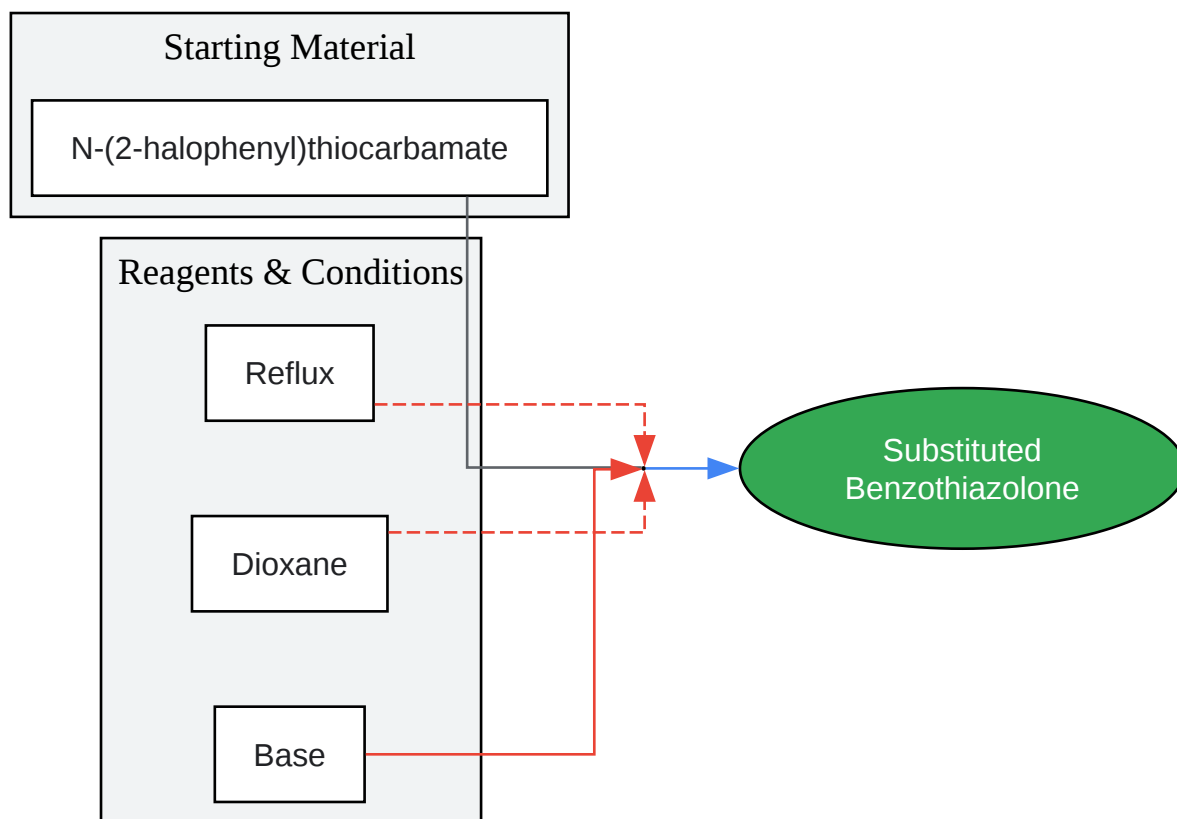 Starting Material
N-(2-halophenyl)thiocarbamate
Reagents & Conditions
Reflux
Dioxane
Base
Substituted
Benzothiazolone